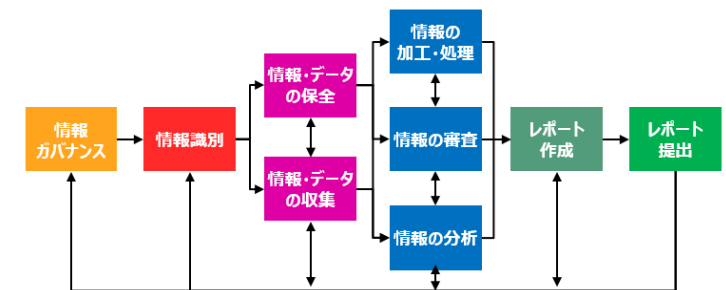 情報
ガバナンス
情報識別
情報・データ
の保全
情報・データ
の収集
情報の
加工・処理
情報の審査
情報の分析
レポート
作成
レポート
提出